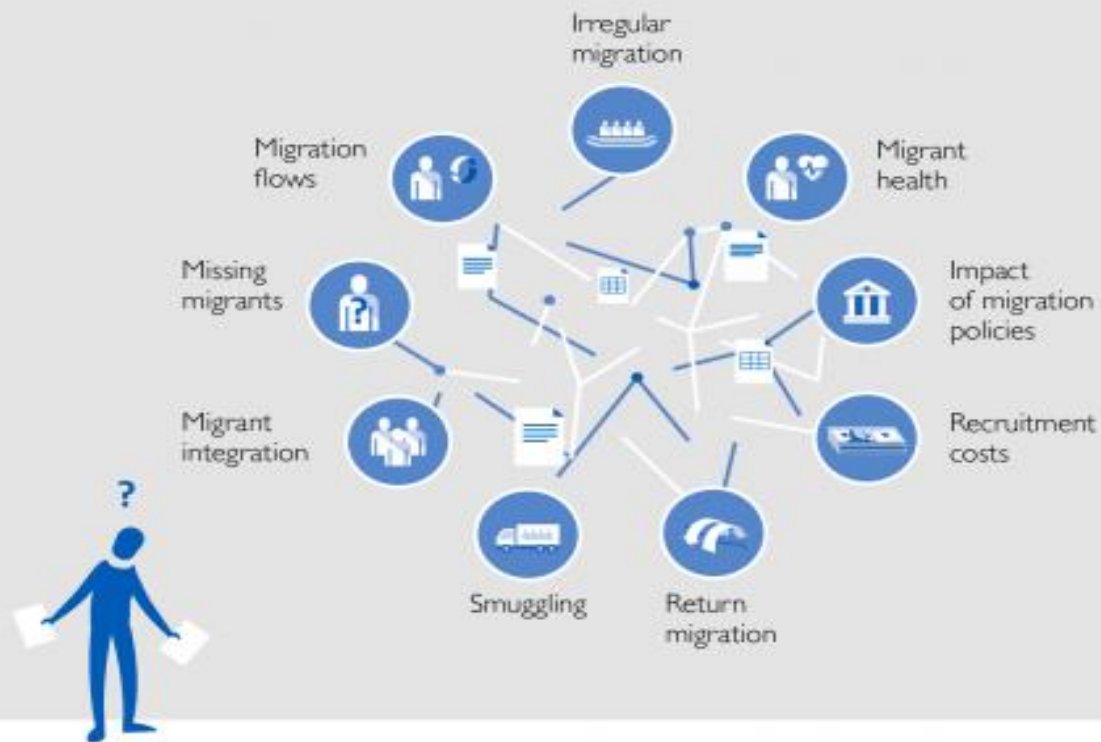 Irregular
migration
Migration
flows
Migrant
health
Missing
migrants
?
Impact
of migration
policies
Migrant
integration
Recruitment
costs
?
Smuggling
Return
migration